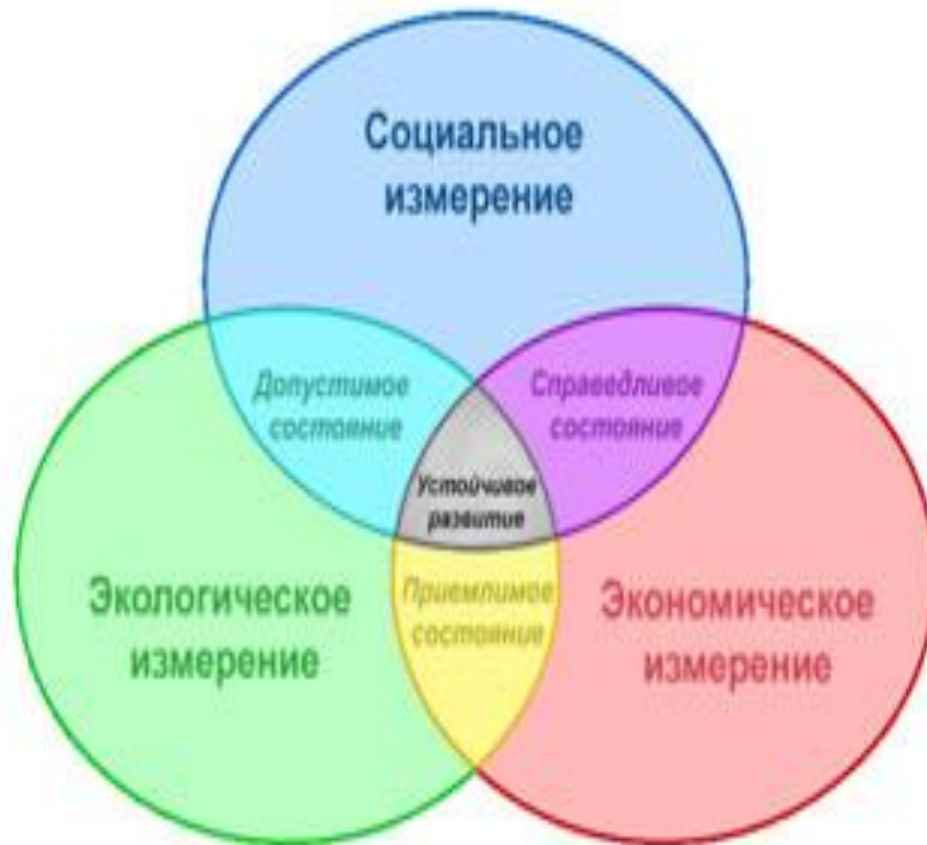 Социальное
измерение
Допустимое
состояние
Справедливое
состояние
Устойчивое
развитие
Экологическое
измерение
Приемлимое
состояние
Экономическое
измерение